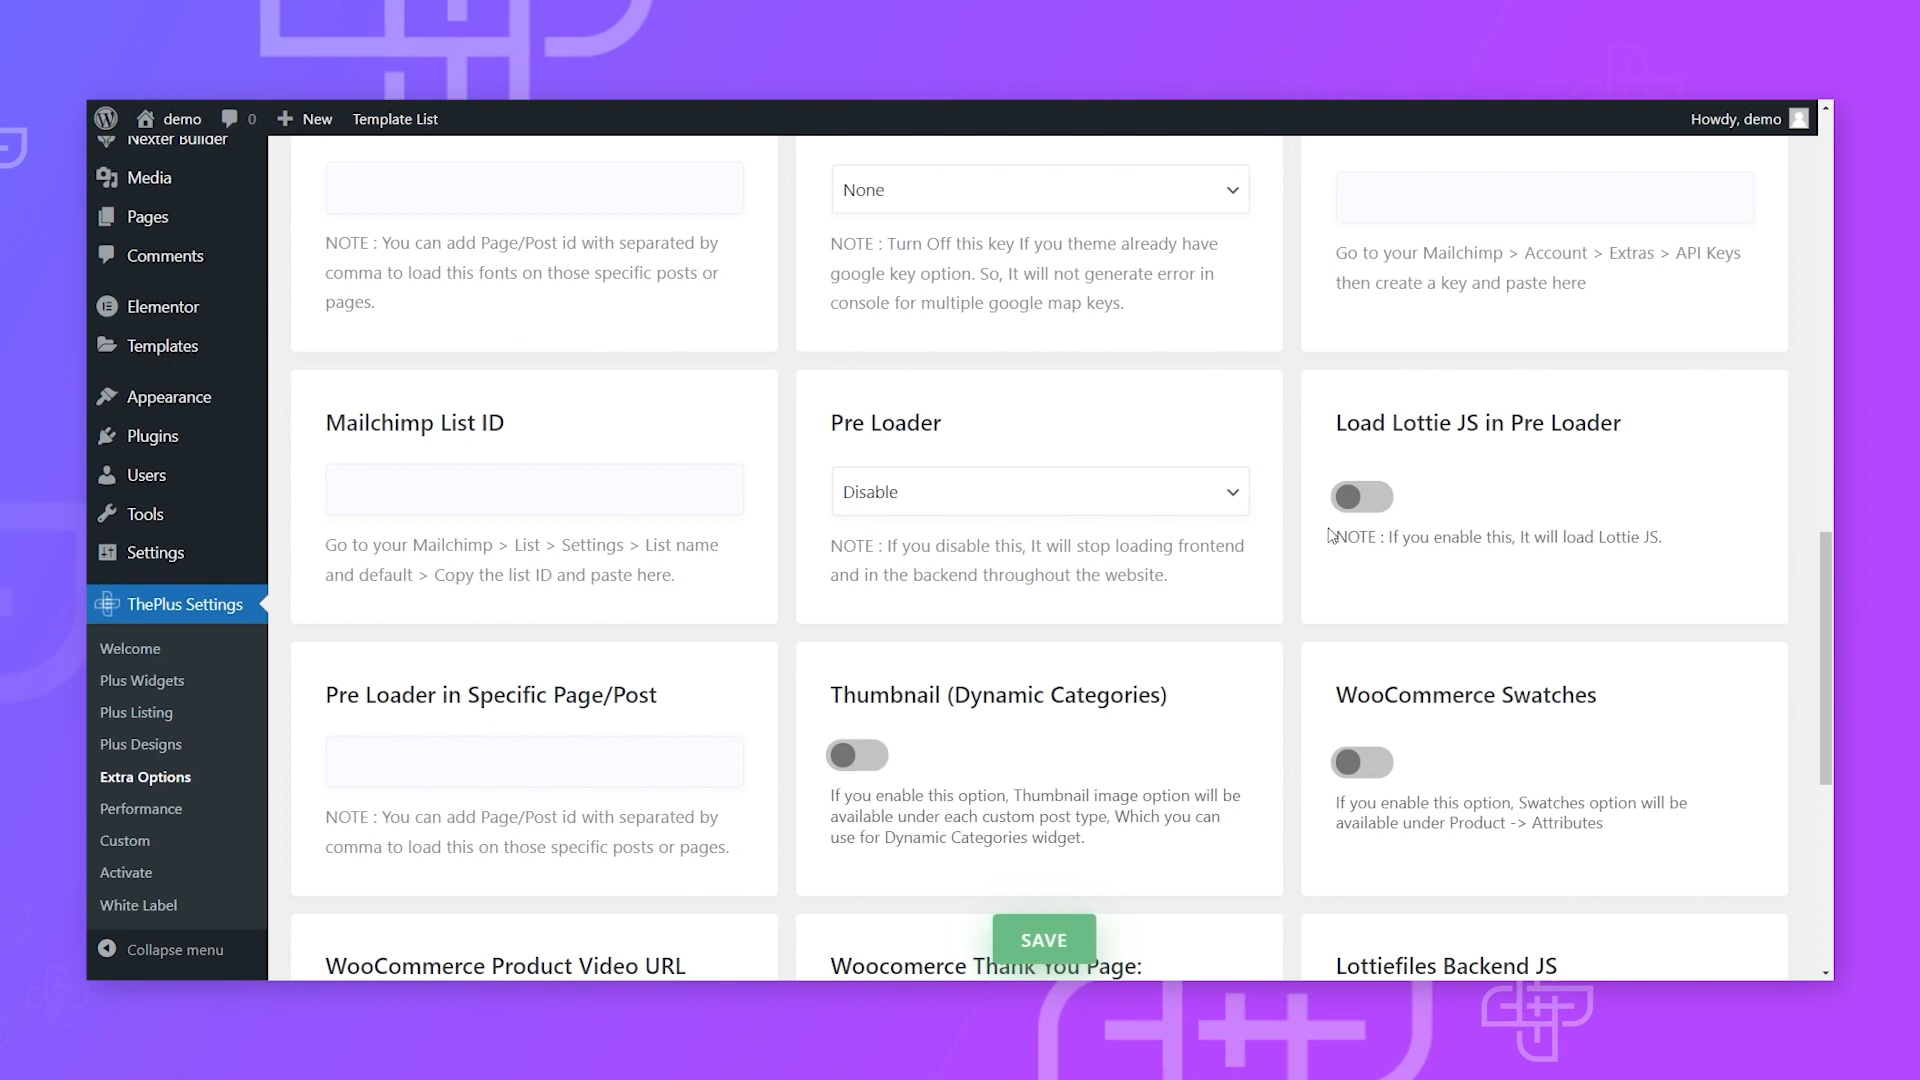 demo
0
New
Template List
Howdy, demo
Nexter Builder
Media
Pages
Comments
Elementor
Templates
Appearance
Plugins
Users
Tools
Settings
ThePlus Settings
Welcome
Plus Widgets
Plus Listing
Plus Designs
Extra Options
Performance
Custom
Activate
White Label
Collapse menu
NOTE : You can add Page/Post id with separated by
comma to load this fonts on those specific posts or
pages.
None
NOTE : Turn Off this key If you theme already have
google key option. So, It will not generate error in
console for multiple google map keys.
Go to your Mailchimp > Account > Extras > API Keys
then create a key and paste here
Mailchimp List ID
Go to your Mailchimp > List > Settings > List name
and default > Copy the list ID and paste here.
Pre Loader
Disable
NOTE : If you disable this, It will stop loading frontend
and in the backend throughout the website.
Load Lottie JS in Pre Loader
NOTE : If you enable this, It will load Lottie JS.
Pre Loader in Specific Page/Post
NOTE : You can add Page/Post id with separated by
comma to load this on those specific posts or pages.
Thumbnail (Dynamic Categories)
If you enable this option, Thumbnail image option will be
available under each custom post type, Which you can
use for Dynamic Categories widget.
WooCommerce Swatches
If you enable this option, Swatches option will be
available under Product -> Attributes
WooCommerce Product Video URL
SAVE
Woocomerce Thank You Page:
Lottiefiles Backend JS